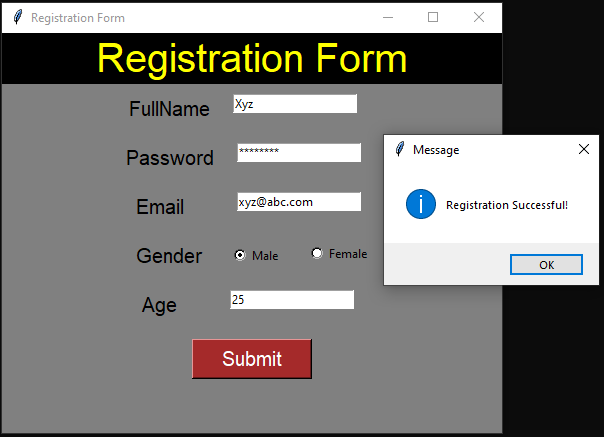 Registration Form
Registration Form
FullName Xyz
Password ********
Email xyz@abc.com
Gender Male Female
Age 25
Submit
Message
Registration Successful!
OK